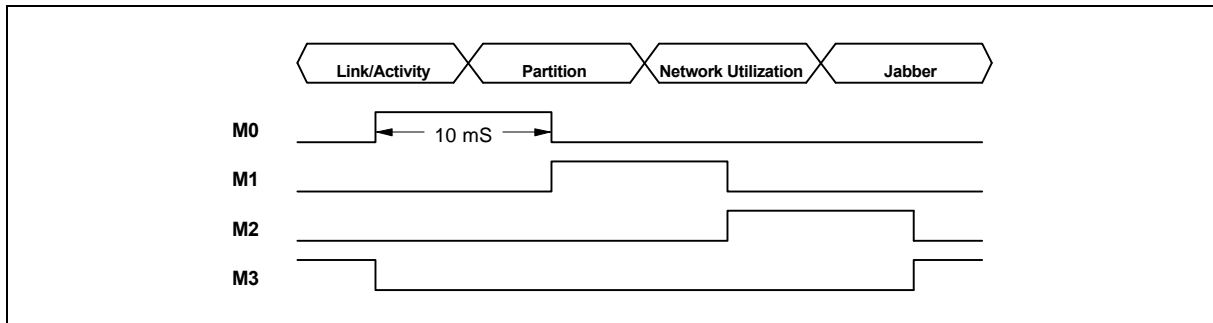 Link/Activity Partition Network Utilization Jabber
M0
10 mS
M1
M2
M3